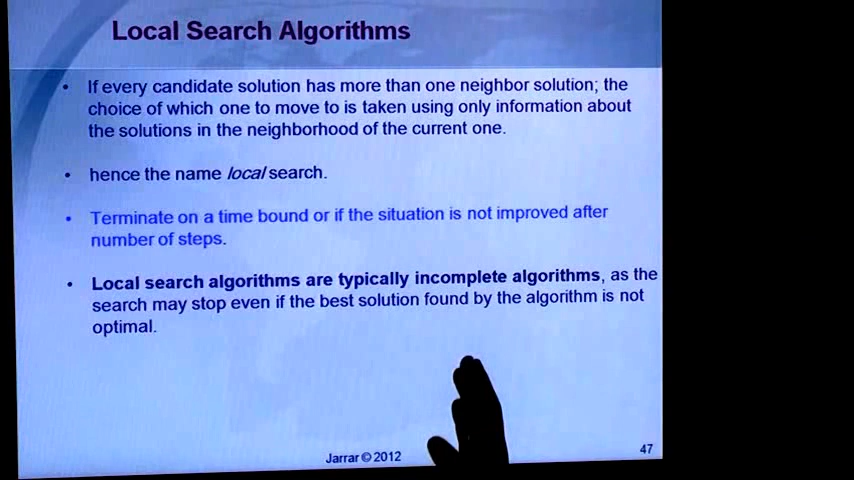 Local Search Algorithms
• If every candidate solution has more than one neighbor solution; the
choice of which one to move to is taken using only information about
the solutions in the neighborhood of the current one.
• hence the name local search.
• Terminate on a time bound or if the situation is not improved after
number of steps.
• Local search algorithms are typically incomplete algorithms, as the
search may stop even if the best solution found by the algorithm is not
optimal.
Jarrar © 2012
47